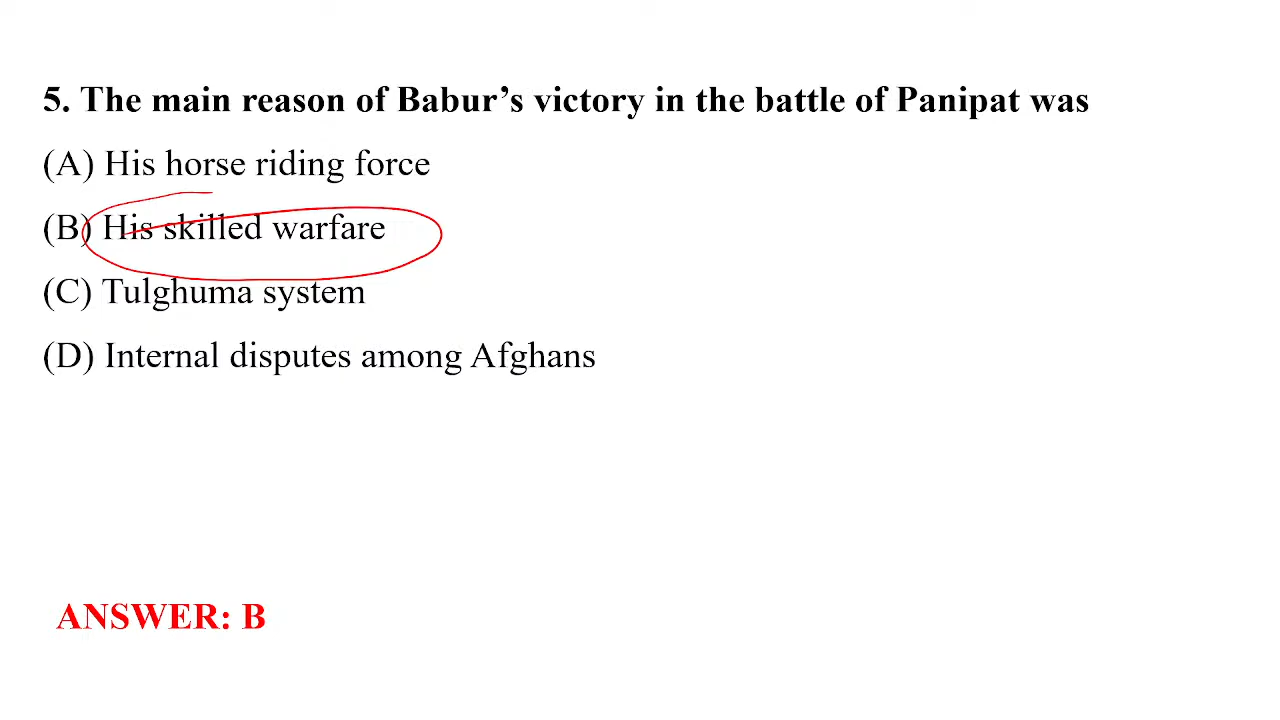 5. The main reason of Babur’s victory in the battle of Panipat was
(A) His horse riding force
(B) His skilled warfare
(C) Tulghuma system
(D) Internal disputes among Afghans
ANSWER: B